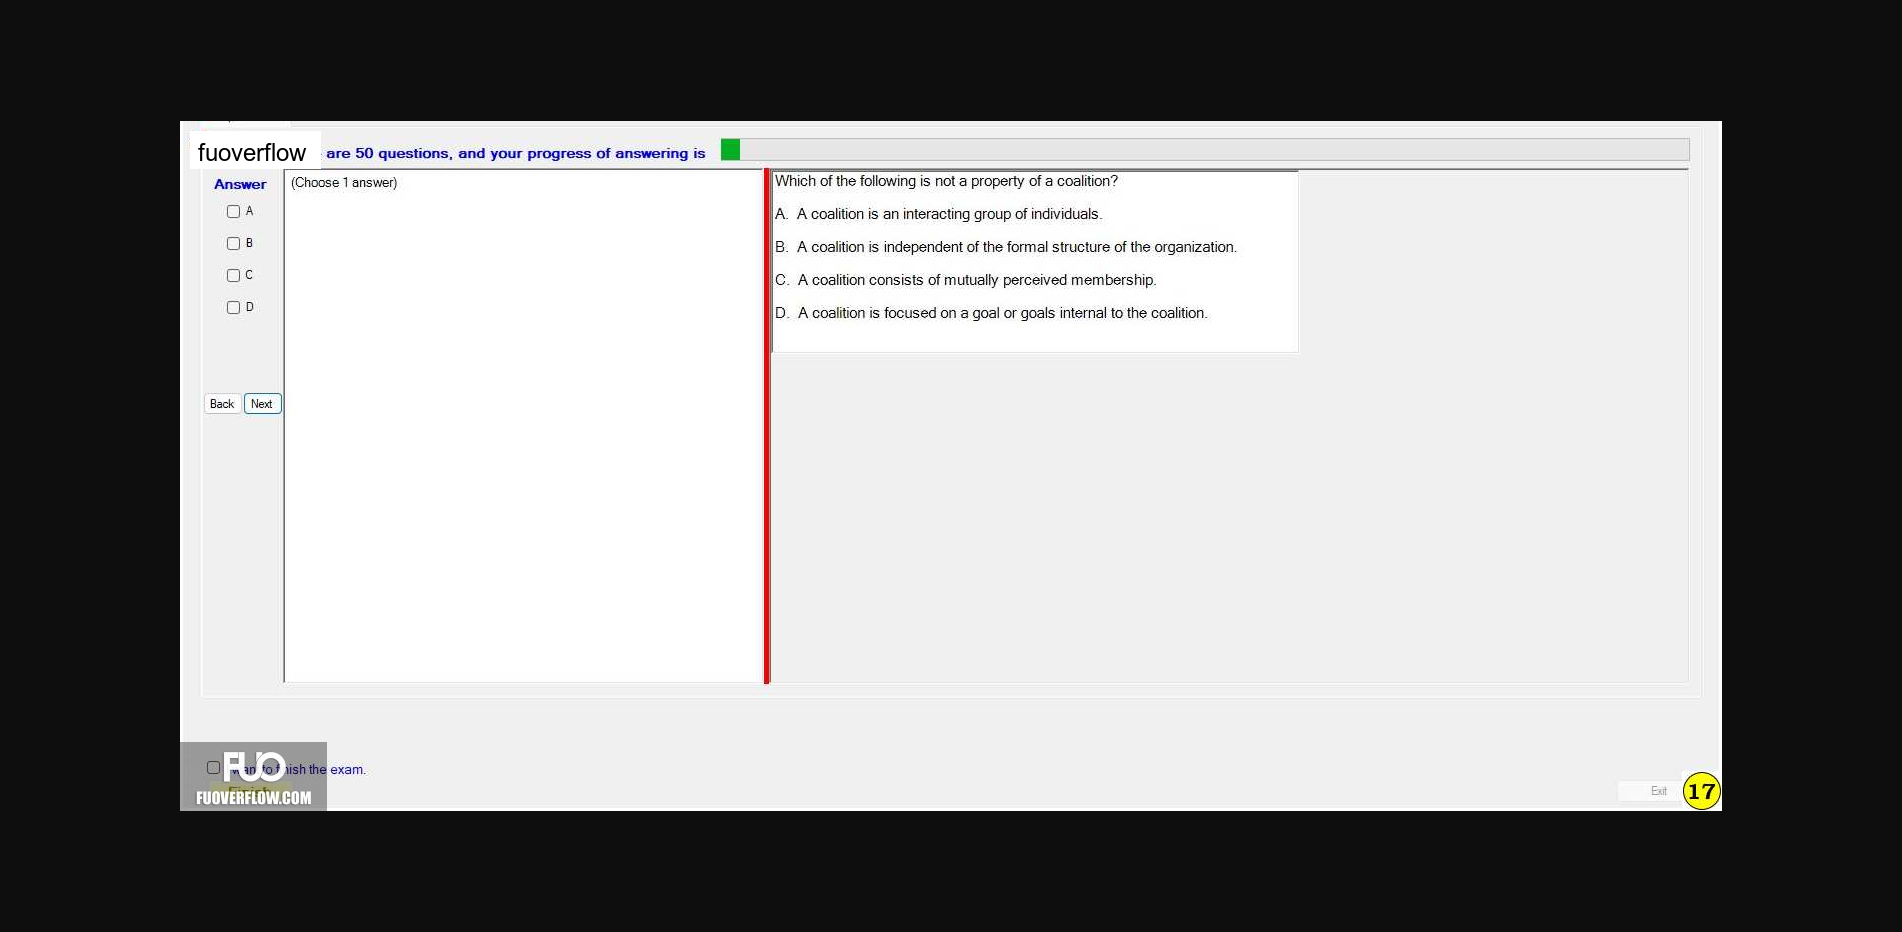 fuoverflow are 50 questions, and your progress of answering is
Answer
(Choose 1 answer)
A
B
C
D
Back Next
Which of the following is not a property of a coalition?
A. A coalition is an interacting group of individuals.
B. A coalition is independent of the formal structure of the organization.
C. A coalition consists of mutually perceived membership.
D. A coalition is focused on a goal or goals internal to the coalition.
FUO
want to finish the exam.
Finish
FUOVERFLOW.COM
Exit
17